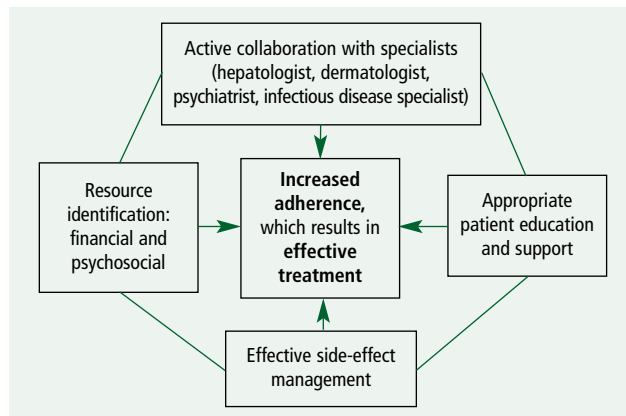 Active collaboration with specialists
(hepatologist, dermatologist,
psychiatrist, infectious disease specialist)
Resource
identification:
financial and
psychosocial
Increased
adherence,
which results in
effective
treatment
Appropriate
patient education
and support
Effective side-effect
management